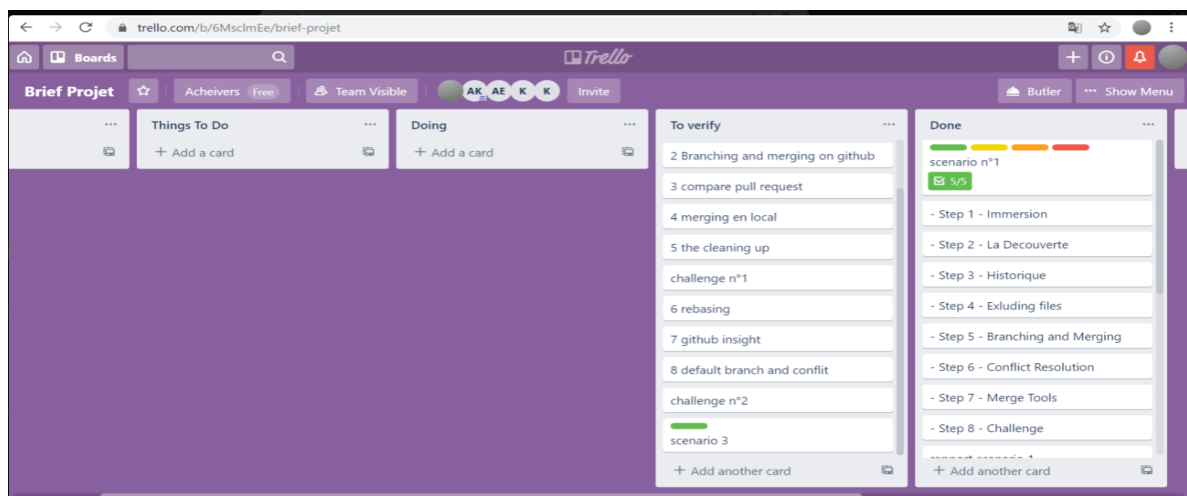 trello.com/b/6MsclmEe/brief-projet
Boards
Trello
Brief Projet
Acheivers Free
Team Visible
AK AE K K
Invite
Butler
... Show Menu
Things To Do
+ Add a card
Doing
+ Add a card
To verify
2 Branching and merging on github
3 compare pull request
4 merging en local
5 the cleaning up
challenge n°1
6 rebasing
7 github insight
8 default branch and conflit
challenge n°2
scenario 3
+ Add another card
Done
scenario n°1
5/5
- Step 1 - Immersion
- Step 2 - La Decouverte
- Step 3 - Historique
- Step 4 - Exluding files
- Step 5 - Branching and Merging
- Step 6 - Conflict Resolution
- Step 7 - Merge Tools
- Step 8 - Challenge
+ Add another card